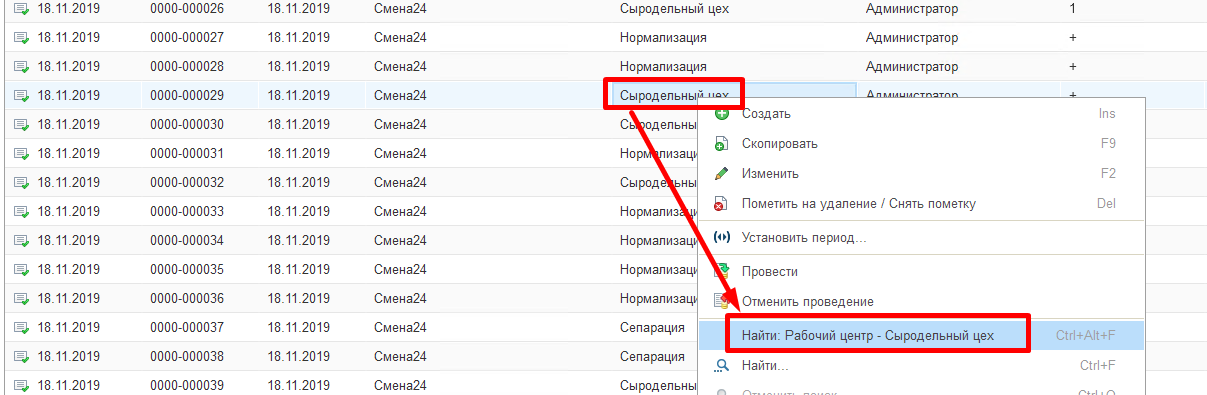 18.11.2019 0000-000026 18.11.2019 Смена24 Сыродельный цех Администратор 1
18.11.2019 0000-000027 18.11.2019 Смена24 Нормализация Администратор +
18.11.2019 0000-000028 18.11.2019 Смена24 Нормализация Администратор +
18.11.2019 0000-000029 18.11.2019 Смена24 Сыродельный цех Администратор +
18.11.2019 0000-000030 18.11.2019 Смена24 Сыродельны
18.11.2019 0000-000031 18.11.2019 Смена24 Нормализаци
18.11.2019 0000-000032 18.11.2019 Смена24 Сыродельны
18.11.2019 0000-000033 18.11.2019 Смена24 Нормализаци
18.11.2019 0000-000034 18.11.2019 Смена24 Нормализаци
18.11.2019 0000-000035 18.11.2019 Смена24 Нормализаци
18.11.2019 0000-000036 18.11.2019 Смена24 Нормализаци
18.11.2019 0000-000037 18.11.2019 Смена24 Сепарация
18.11.2019 0000-000038 18.11.2019 Смена24 Сепарация
18.11.2019 0000-000039 18.11.2019 Смена24 Сыродельны
Создать Ins
Скопировать F9
Изменить F2
Пометить на удаление / Снять пометку Del
Установить период...
Провести
Отменить проведение
Найти: Рабочий центр - Сыродельный цех Ctrl+Alt+F
Найти... Ctrl+F
Отменить поиск Ctrl+Q